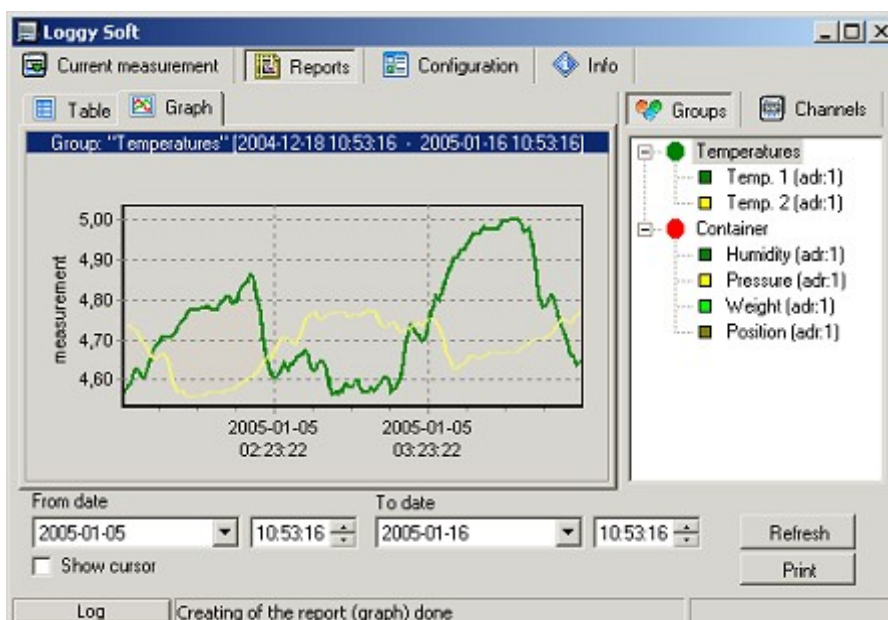 Loggy Soft
Current measurement Reports Configuration Info
Table Graph Groups Channels
Group: "Temperatures" [2004-12-18 10:53:16 - 2005-01-16 10:53:16]
Temperatures
Temp. 1 (adr:1)
Temp. 2 (adr:1)
Container
Humidity (adr:1)
Pressure (adr:1)
Weight (adr:1)
Position (adr:1)
measurement
5,00
4,90
4,80
4,70
4,60
2005-01-05 2005-01-05
02:23:22 03:23:22
From date To date
2005-01-05 10:53:16 2005-01-16 10:53:16 Refresh
Show cursor Print
Log Creating of the report (graph) done